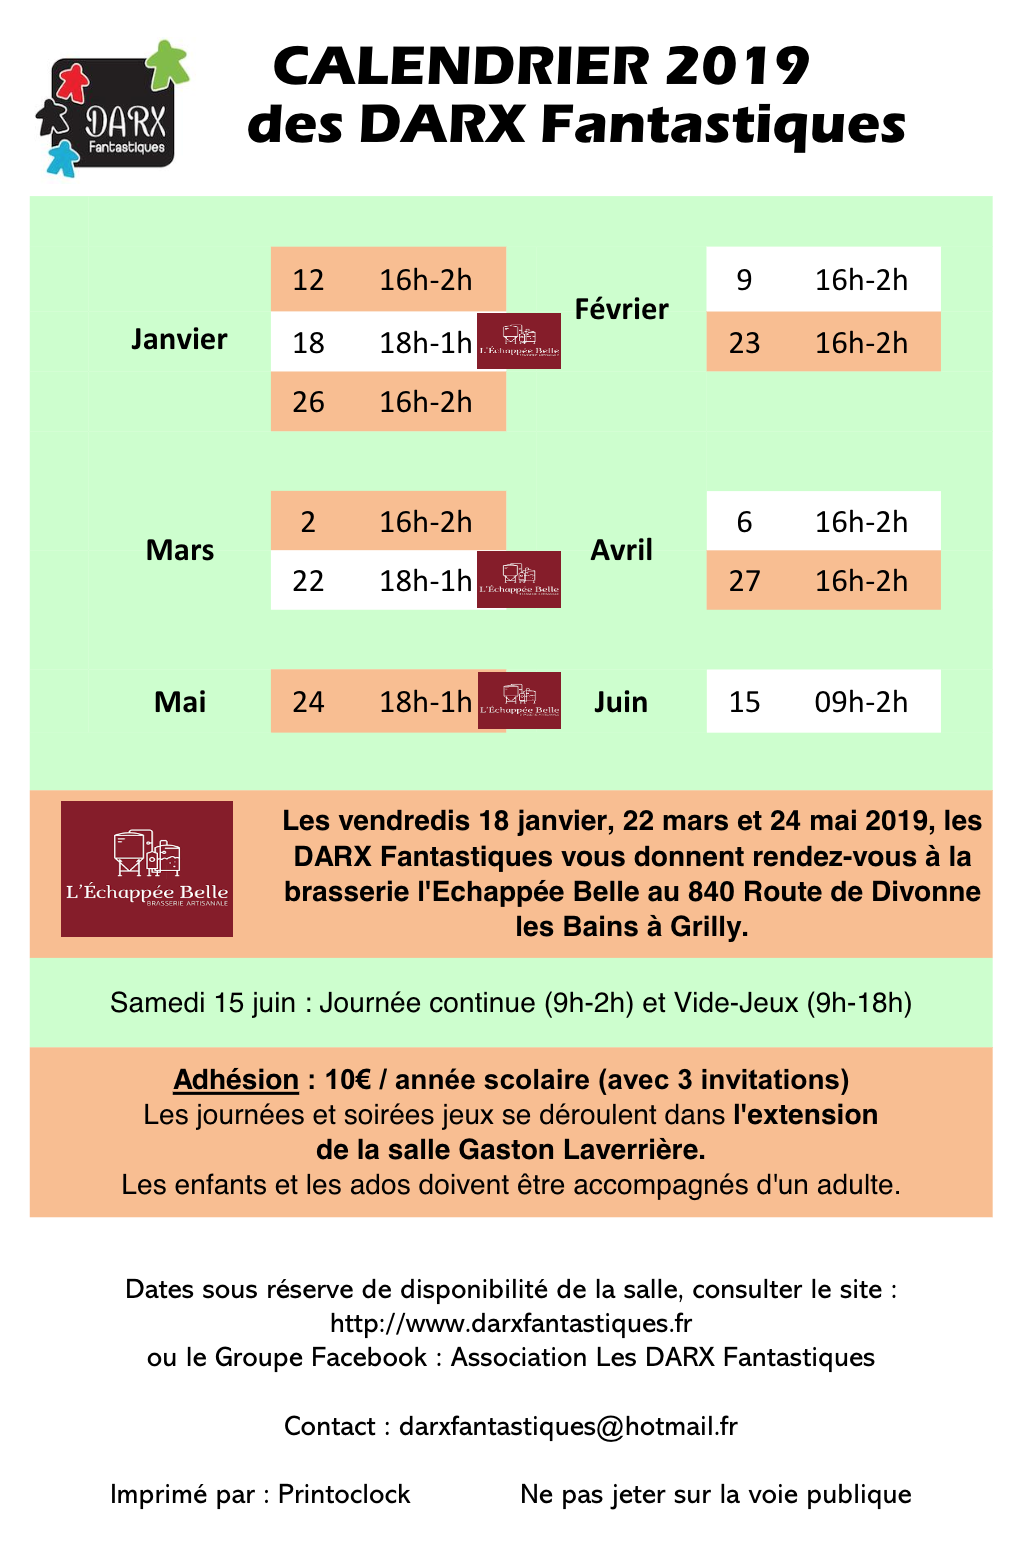 DARX
Fantastiques
CALENDRIER 2019
des DARX Fantastiques
Janvier
12 16h-2h
18 18h-1h
L'Échappée Belle
26 16h-2h
Février
9 16h-2h
23 16h-2h
Mars
2 16h-2h
22 18h-1h
L'Échappée Belle
Avril
6 16h-2h
27 16h-2h
Mai
24 18h-1h
L'Échappée Belle
Juin
15 09h-2h
L'Échappée Belle
BRASSERIE ARTISANALE
Les vendredis 18 janvier, 22 mars et 24 mai 2019, les
DARX Fantastiques vous donnent rendez-vous à la
brasserie l'Echappée Belle au 840 Route de Divonne
les Bains à Grilly.
Samedi 15 juin : Journée continue (9h-2h) et Vide-Jeux (9h-18h)
Adhésion : 10€ / année scolaire (avec 3 invitations)
Les journées et soirées jeux se déroulent dans l'extension
de la salle Gaston Laverrière.
Les enfants et les ados doivent être accompagnés d'un adulte.
Dates sous réserve de disponibilité de la salle, consulter le site :
http://www.darxfantastiques.fr
ou le Groupe Facebook : Association Les DARX Fantastiques
Contact : darxfantastiques@hotmail.fr
Imprimé par : Printoclock Ne pas jeter sur la voie publique